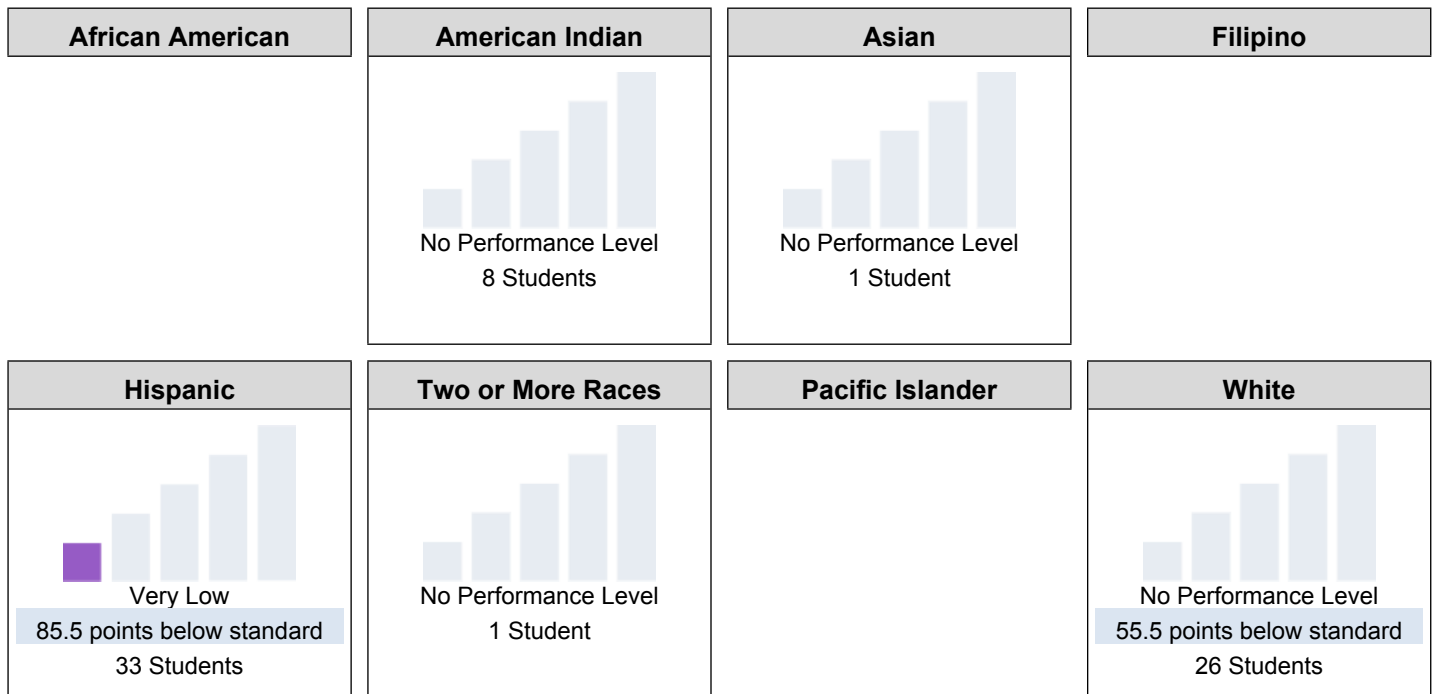 African American
American Indian
No Performance Level
8 Students
Asian
No Performance Level
1 Student
Filipino
Hispanic
Very Low
85.5 points below standard
33 Students
Two or More Races
No Performance Level
1 Student
Pacific Islander
White
No Performance Level
55.5 points below standard
26 Students